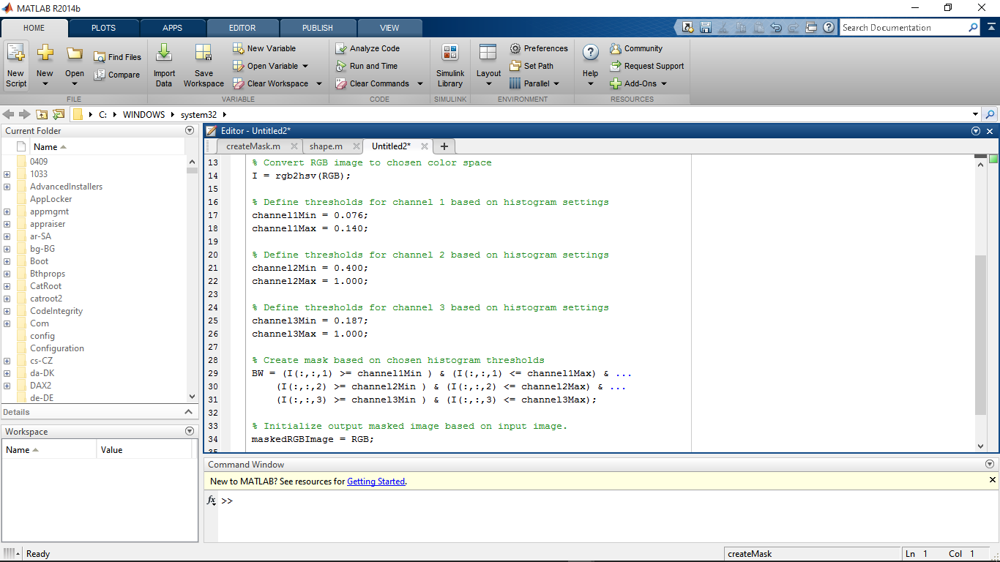 MATLAB R2014b
HOME PLOTS APPS EDITOR PUBLISH VIEW
Search Documentation
New Script
New
Open
Find Files
Compare
FILE
Import Data
Save Workspace
New Variable
Open Variable
Clear Workspace
VARIABLE
Analyze Code
Run and Time
Clear Commands
CODE
Simulink Library
SIMULINK
Layout
Preferences
Set Path
Parallel
ENVIRONMENT
Help
Community
Request Support
Add-Ons
RESOURCES
C: WINDOWS system32
Current Folder
Name
0409
1033
AdvancedInstallers
AppLocker
appmgmt
appraiser
ar-SA
bg-BG
Boot
Bthprops
CatRoot
catroot2
CodeIntegrity
Com
config
Configuration
cs-CZ
da-DK
DAX2
de-DE
Details
Workspace
Name Value
Editor - Untitled2*
createMask.m shape.m Untitled2*
13 % Convert RGB image to chosen color space
14 I = rgb2hsv(RGB);
15
16 % Define thresholds for channel 1 based on histogram settings
17 channel1Min = 0.076;
18 channel1Max = 0.140;
19
20 % Define thresholds for channel 2 based on histogram settings
21 channel2Min = 0.400;
22 channel2Max = 1.000;
23
24 % Define thresholds for channel 3 based on histogram settings
25 channel3Min = 0.187;
26 channel3Max = 1.000;
27
28 % Create mask based on chosen histogram thresholds
29 BW = (I(:,:,1) >= channel1Min ) & (I(:,:,1) <= channel1Max) & ...
30 (I(:,:,2) >= channel2Min ) & (I(:,:,2) <= channel2Max) & ...
31 (I(:,:,3) >= channel3Min ) & (I(:,:,3) <= channel3Max);
32
33 % Initialize output masked image based on input image.
34 maskedRGBImage = RGB;
35
Command Window
New to MATLAB? See resources for Getting Started.
fx >>
Ready
createMask
Ln 1 Col 1